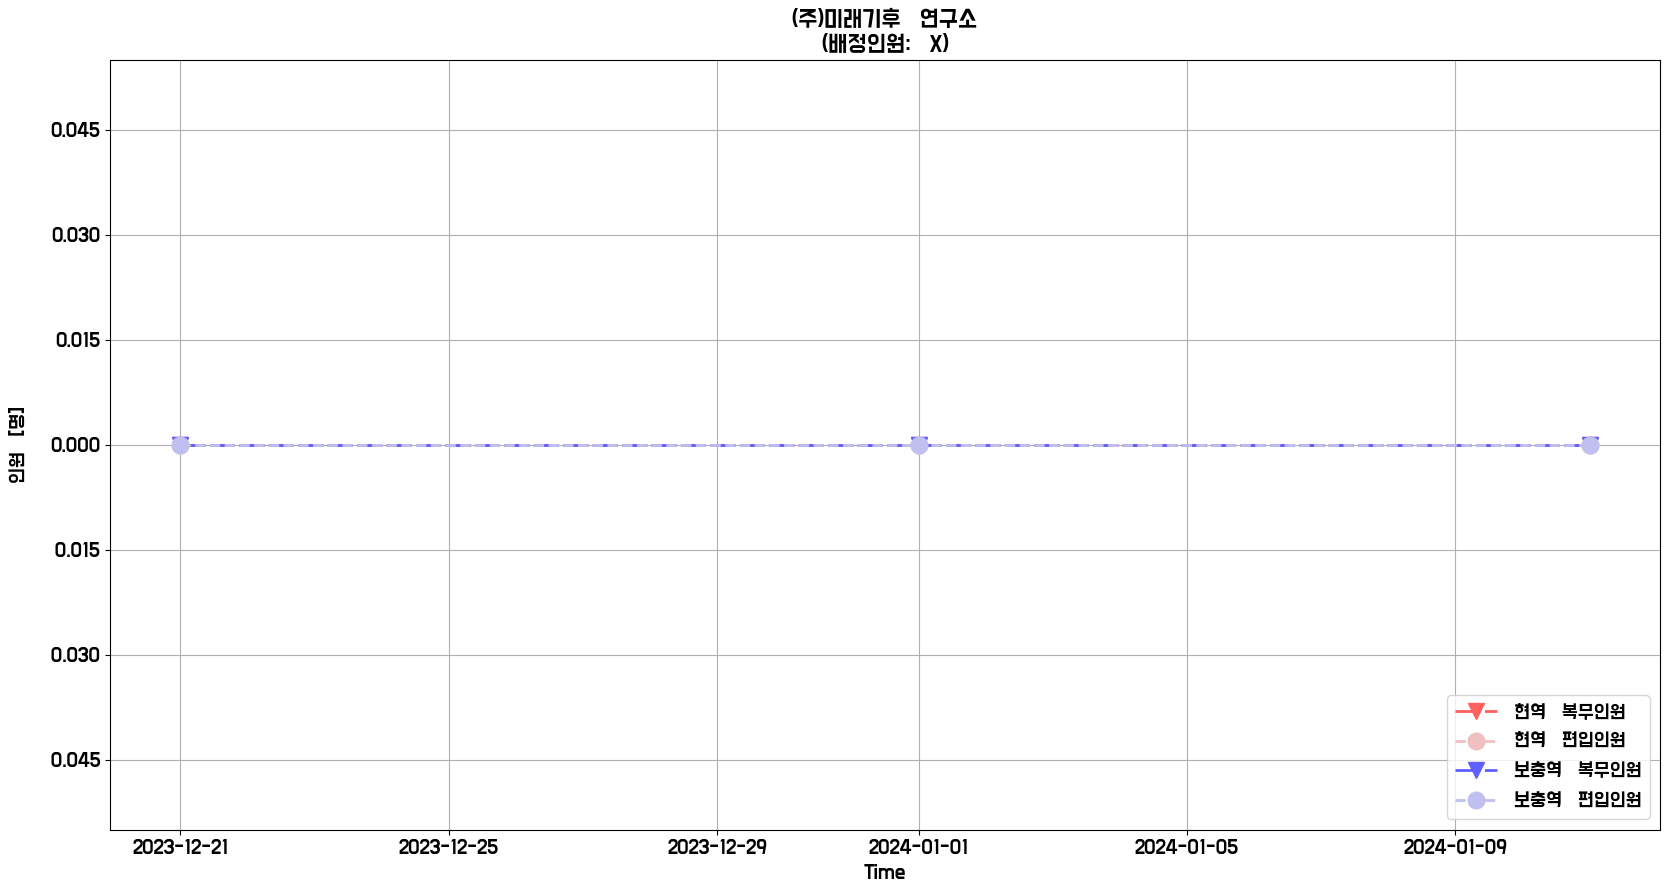 (주)미래기후 연구소
(배정인원: X)
0.045
0.030
0.015
0.000
0.015
0.030
0.045
인원 [명]
2023-12-21
2023-12-25
2023-12-29
2024-01-01
2024-01-05
2024-01-09
Time
현역 복무인원
현역 편입인원
보충역 복무인원
보충역 편입인원